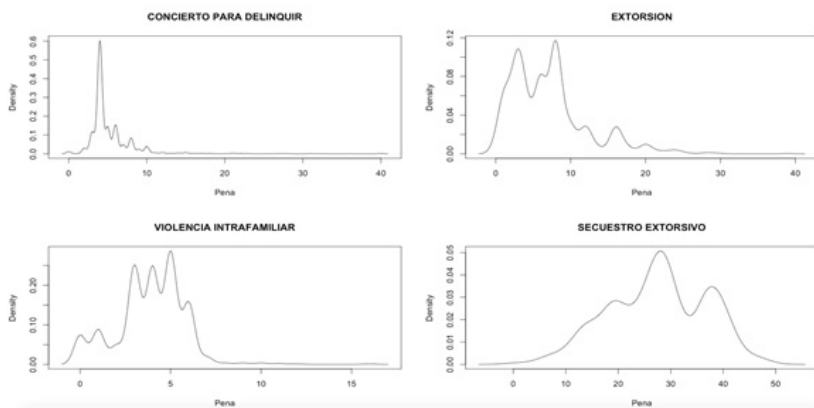 CONCIERTO PARA DELINQUIR
Density
0.0 0.1 0.2 0.3 0.4 0.5 0.6
0 10 20 30 40
Pena
EXTORSION
Density
0.00 0.04 0.08 0.12
0 10 20 30 40
Pena
VIOLENCIA INTRAFAMILIAR
Density
0.00 0.10 0.20
0 5 10 15
Pena
SECUESTRO EXTORSIVO
Density
0.00 0.01 0.02 0.03 0.04 0.05
0 10 20 30 40 50
Pena